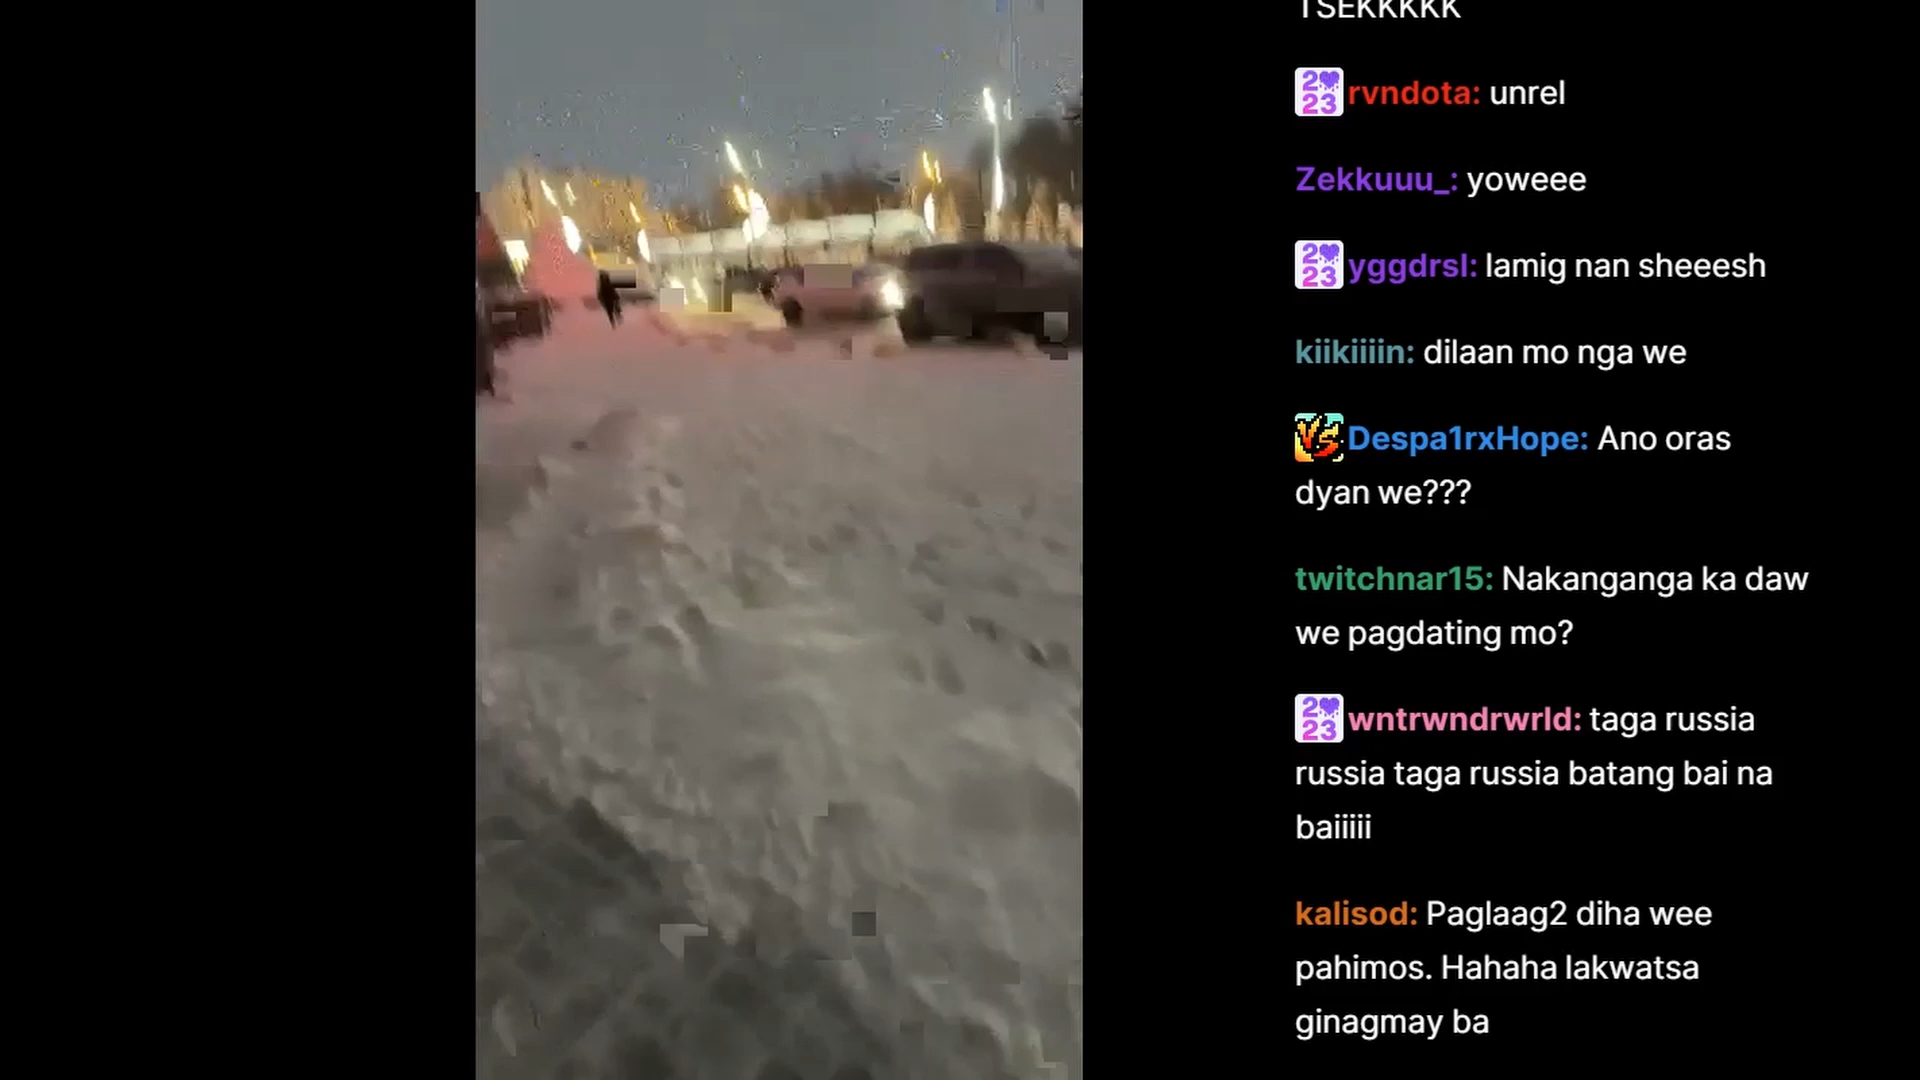 TSEKKKKK
rvndota: unrel
Zekkuuu_: yoweee
yggdrsl: lamig nan sheeesh
kiikiiiin: dilaan mo nga we
Despa1rxHope: Ano oras
dyan we???
twitchnar15: Nakanganga ka daw
we pagdating mo?
wntrwndrwrld: taga russia
russia taga russia batang bai na
baiiiii
kalisod: Paglaag2 diha wee
pahimos. Hahaha lakwatsa
ginagmay ba